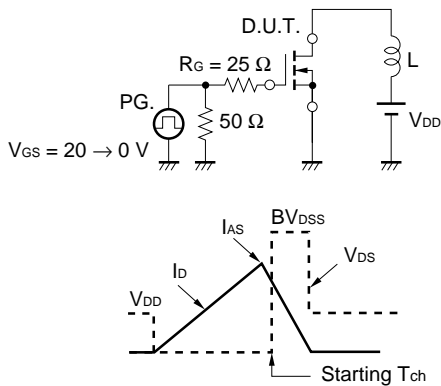 D.U.T.
L
RG = 25 Ω
PG.
50 Ω
VDD
VGS = 20 → 0 V
BVDSS
IAS
VDS
ID
VDD
Starting Tch